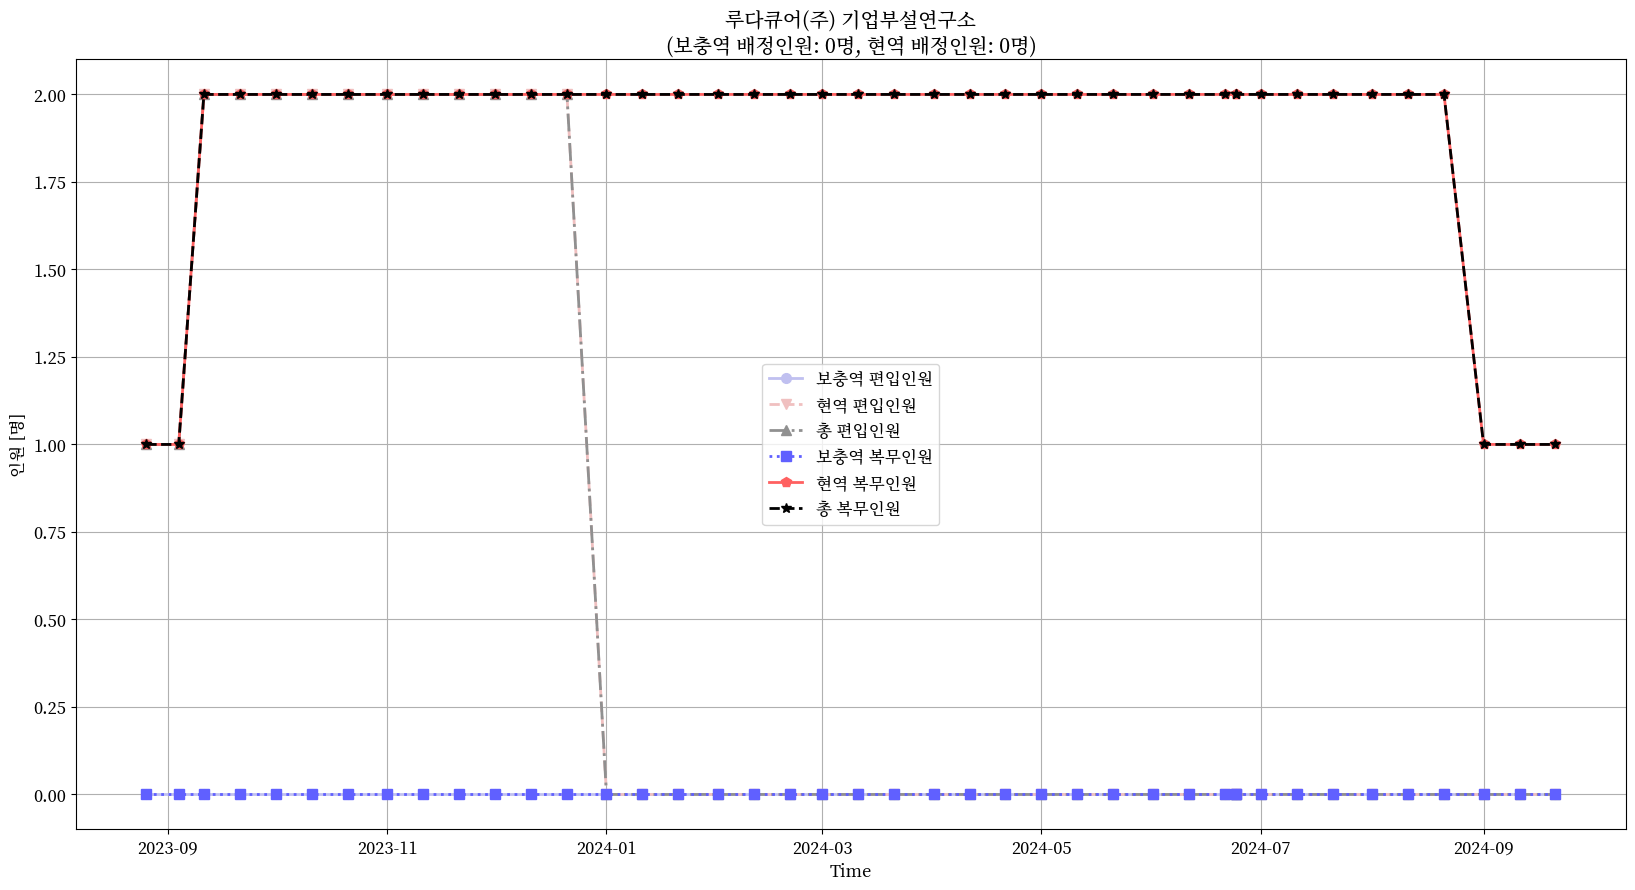 루다큐어(주) 기업부설연구소
(보충역 배정인원: 0명, 현역 배정인원: 0명)
2.00
1.75
1.50
1.25
1.00
0.75
0.50
0.25
0.00
인원 [명]
보충역 편입인원
현역 편입인원
총 편입인원
보충역 복무인원
현역 복무인원
총 복무인원
2023-09
2023-11
2024-01
2024-03
2024-05
2024-07
2024-09
Time